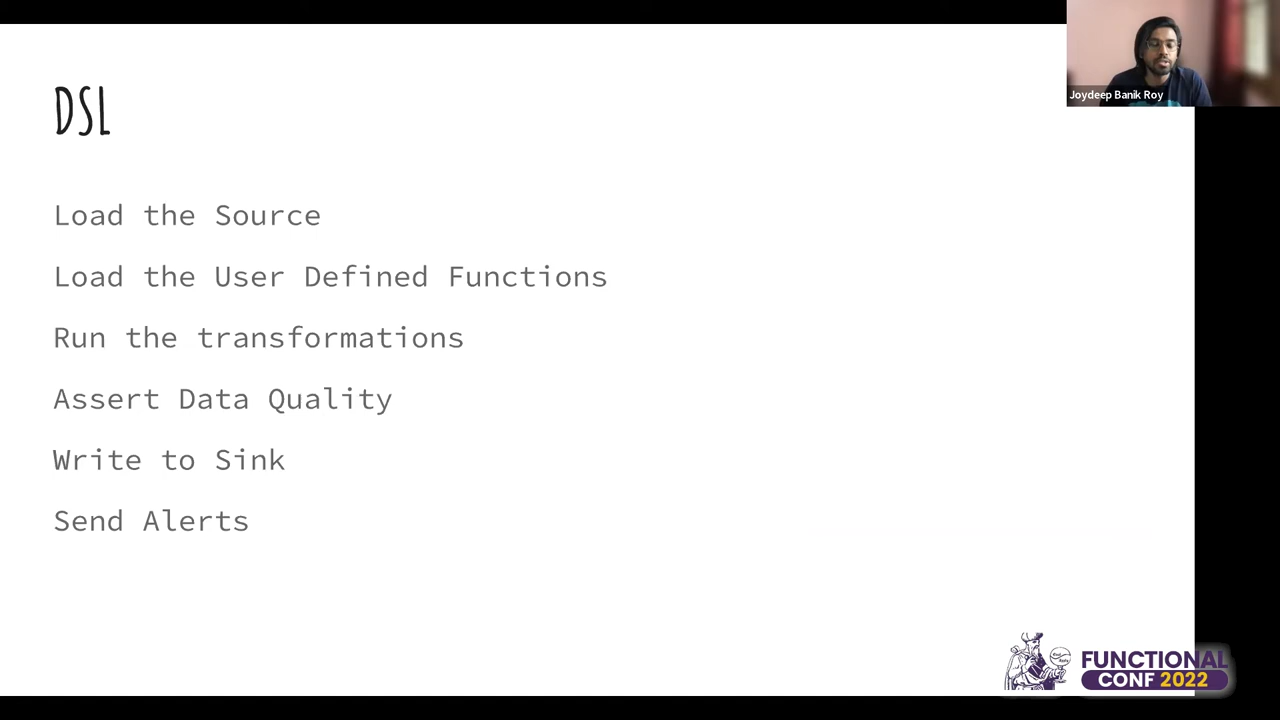 DSL
Joydeep Banik Roy
Load the Source
Load the User Defined Functions
Run the transformations
Assert Data Quality
Write to Sink
Send Alerts
FUNCTIONAL
CONF 2022